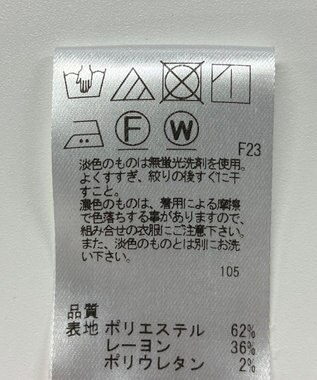 F W
F23
淡色のものは無蛍光洗剤を使用。
よくすすぎ、絞りの後すぐに干
すこと。
濃色のものは、着用による摩擦
で色落ちする事がありますので、
組み合せの衣服にご注意下さい。
また、淡色のものとは別にお洗
い下さい。
105
品質
表地 ポリエステル 62%
レーヨン 36%
ポリウレタン 2%